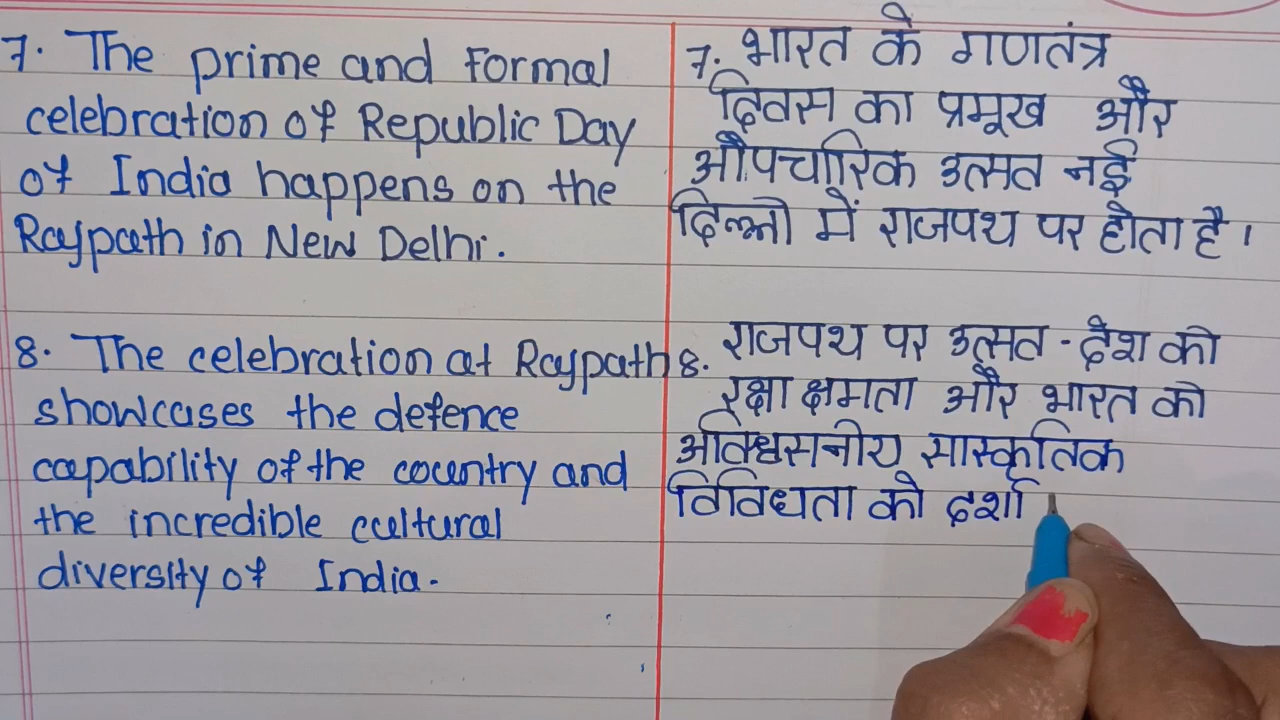 7. The prime and formal
celebration of Republic Day
of India happens on the
Rajpath in New Delhi.
8. The celebration at Rajpath
showcases the defence
capability of the country and
the incredible cultural
diversity of India.
7. भारत के गणतंत्र
दिवस का प्रमूख और
औपचारिक उत्सव नई
दिल्ली में राजपथ पर होता है।
8. राजपथ पर उत्सव - देश की
रक्षा क्षमता और भारत की
अविश्वसनीय सास्कृतिक
विविधता को दर्शा